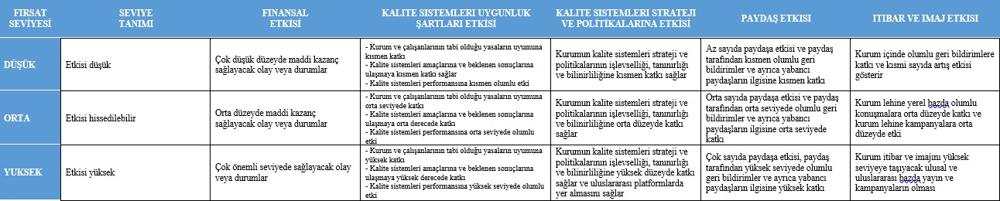 FIRSAT
SEVİYESİ
SEVIYE
TANIMI
FINANSAL
ETKİSİ
KALITE SISTEMLERI UYGUNLUK
ŞARTLARI ETKİSİ
KALITE SISTEMLERI STRATEJI
VE POLİTİKALARINA ETKİSİ
PAYDAŞ ETKISI
ITIBAR VE IMAJ ETKISI
DÜŞÜK
Etkisi düşük
Çok düşük düzeyde maddi kazanç
sağlayacak olay veya durumlar
- Kurum ve çalışanlarının tabi olduğu yasaların uyumuna
kısmen katkı
- Kalite sistemleri amaçlarına ve beklenen sonuçlarına
ulaşmaya kısmen katkı sağlar
- Kalite sistemleri performansına kısmen olumlu etki
Kurumun kalite sistemleri strateji ve
politikalarının işlevselliği, tanınırlığı
ve bilinirliliğine kısmen katkı sağlar
Az sayıda paydaşa etkisi ve paydaş
tarafından kısmen olumlu geri
bildirimler ve ayrıca yabancı
paydaşların ilgisine kısmen katkı
Kurum içinde olumlu geri bildirimlere
katkı ve kısmi sayıda artış etkisi
gösterir
ORTA
Etkisi hissedilebilir
Orta düzeyde maddi kazanç
sağlayacak olay veya durumlar
- Kurum ve çalışanlarının tabi olduğu yasaların uyumuna
orta seviyede katkı
- Kalite sistemleri amaçlarına ve beklenen sonuçlarına
ulaşmaya orta derecede katkı
- Kalite sistemleri performansına orta seviyede olumlu
etki
Kurumun kalite sistemleri strateji ve
politikalarının işlevselliği, tanınırlığı
ve bilinirliliğine orta düzeyde katkı
sağlar
Orta sayıda paydaşa etkisi ve paydaş
tarafından orta seviyede olumlu geri
bildirimler ve ayrıca yabancı
paydaşların ilgisine orta seviyede
katkı
Kurum lehine yerel bazda olumlu
konuşmalara orta düzeyde katkı ve
kurum lehine kampanyalara orta
düzeyde etki
YUKSEK
Etkisi yüksek
Çok önemli seviyede sağlayacak olay
veya durumlar
- Kurum ve çalışanlarının tabi olduğu yasaların uyumuna
yüksek katkı
- Kalite sistemleri amaçlarına ve beklenen sonuçlarına
ulaşmaya yüksek derecede katkı
- Kalite sistemleri performansına yüksek seviyede olumlu
etki
Kurumun kalite sistemleri strateji ve
politikalarının işlevselliği, tanınırlığı
ve bilinirliliğine yüksek düzeyde katkı
sağlar ve uluslararası platformlarda
yer almasını sağlar
Çok sayıda paydaşa etkisi, paydaş
tarafından yüksek seviyede olumlu
geri bildirimler ve ayrıca yabancı
paydaşların ilgisine yüksek katkı
Kurum itibar ve imajını yüksek
seviyeye taşıyacak ulusal ve
uluslararası bazda yayın ve
kampanyaların olması